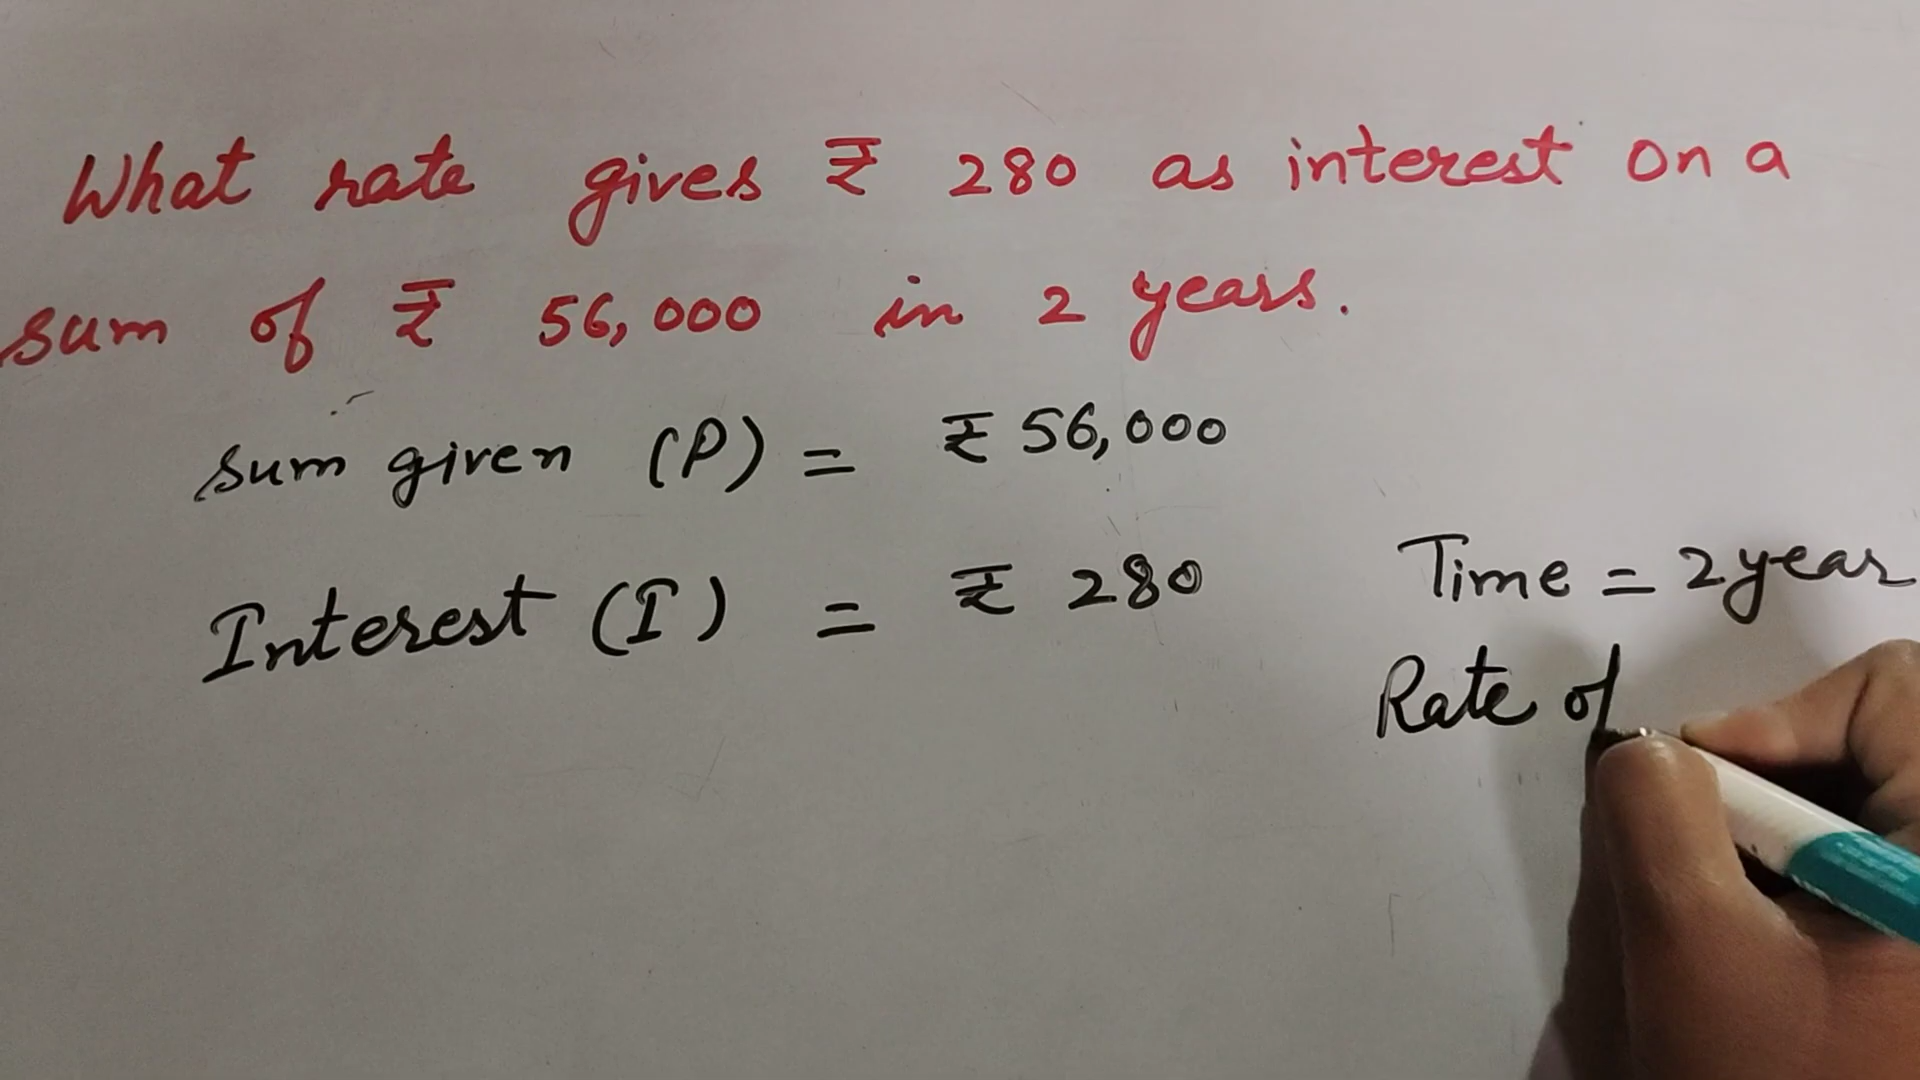 What rate gives ₹ 280 as interest on a
sum of ₹ 56,000 in 2 years.
sum given (P) = ₹ 56,000
Interest (I) = ₹ 280
Time = 2 year
Rate of